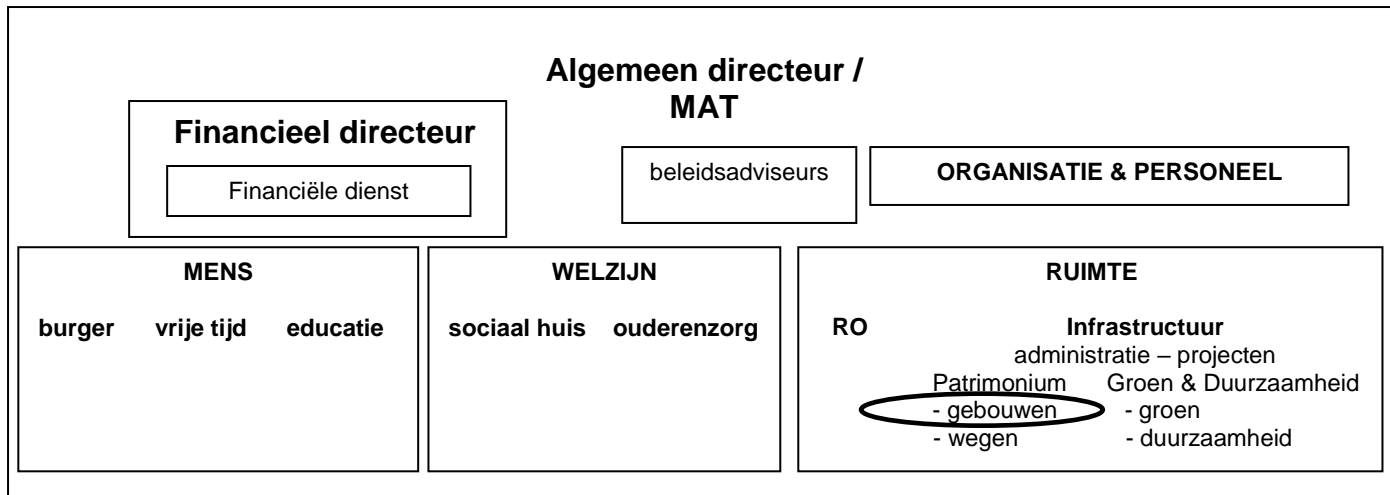 Algemeen directeur /
MAT
Financieel directeur
Financiële dienst
beleidsadviseurs
ORGANISATIE & PERSONEEL
MENS
burger vrije tijd educatie
WELZIJN
sociaal huis ouderenzorg
RUIMTE
RO Infrastructuur
administratie – projecten
Patrimonium Groen & Duurzaamheid
- gebouwen - groen
- wegen - duurzaamheid